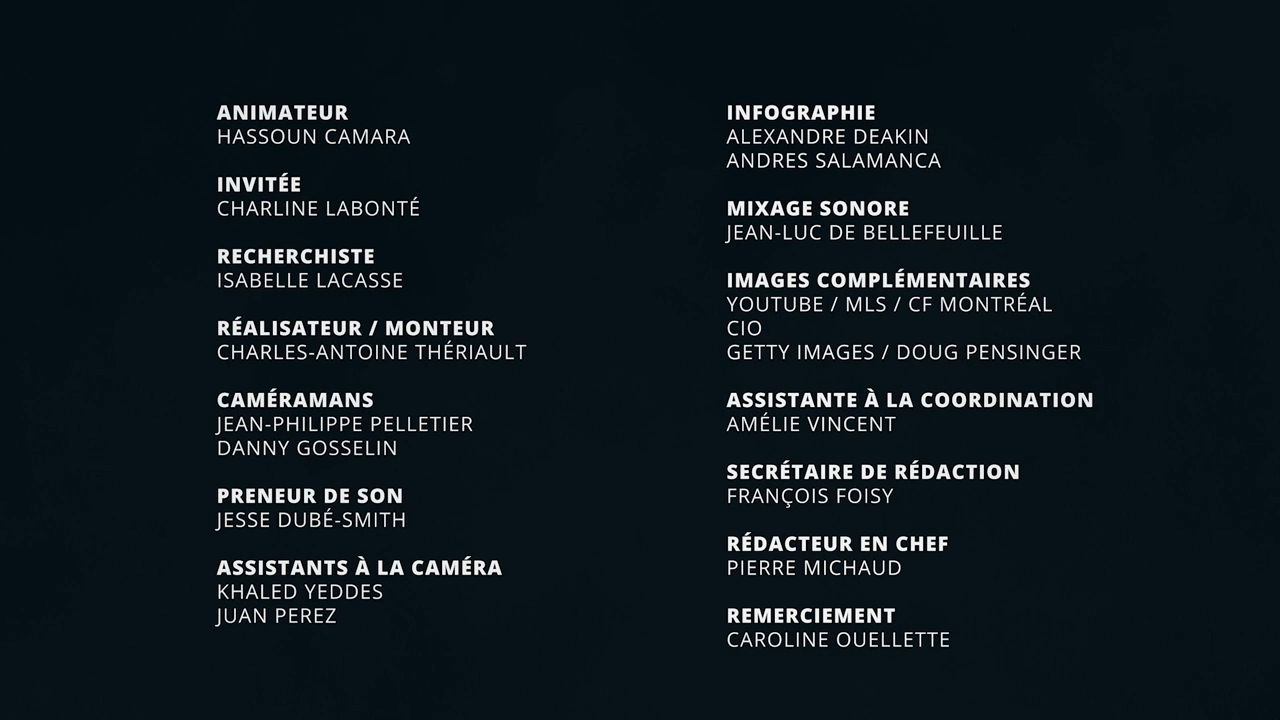 ANIMATEUR
HASSOUN CAMARA
INVITÉE
CHARLINE LABONTÉ
RECHERCHISTE
ISABELLE LACASSE
RÉALISATEUR / MONTEUR
CHARLES-ANTOINE THÉRIAULT
CAMÉRAMANS
JEAN-PHILIPPE PELLETIER
DANNY GOSSELIN
PRENEUR DE SON
JESSE DUBÉ-SMITH
ASSISTANTS À LA CAMÉRA
KHALED YEDDES
JUAN PEREZ
INFOGRAPHIE
ALEXANDRE DEAKIN
ANDRES SALAMANCA
MIXAGE SONORE
JEAN-LUC DE BELLEFEUILLE
IMAGES COMPLÉMENTAIRES
YOUTUBE / MLS / CF MONTRÉAL
CIO
GETTY IMAGES / DOUG PENSINGER
ASSISTANTE À LA COORDINATION
AMÉLIE VINCENT
SECRÉTAIRE DE RÉDACTION
FRANÇOIS FOISY
RÉDACTEUR EN CHEF
PIERRE MICHAUD
REMERCIEMENT
CAROLINE OUELLETTE